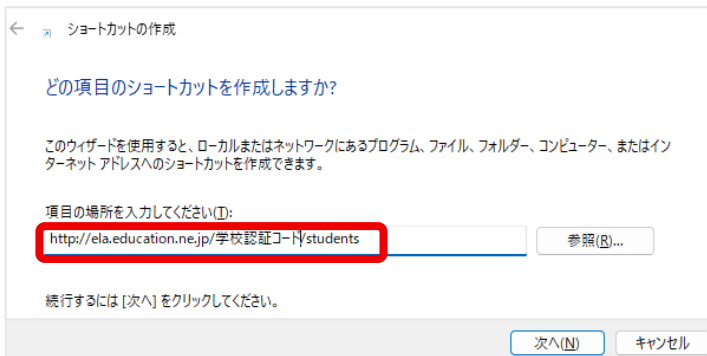 ショートカットの作成
どの項目のショートカットを作成しますか?
このウィザードを使用すると、ローカルまたはネットワークにあるプログラム、ファイル、フォルダー、コンピューター、またはイン
ターネット アドレスへのショートカットを作成できます。
項目の場所を入力してください(T):
http://ela.education.ne.jp/学校認証コード/students
参照(R)...
続行するには [次へ] をクリックしてください。
次へ(N)
キャンセル